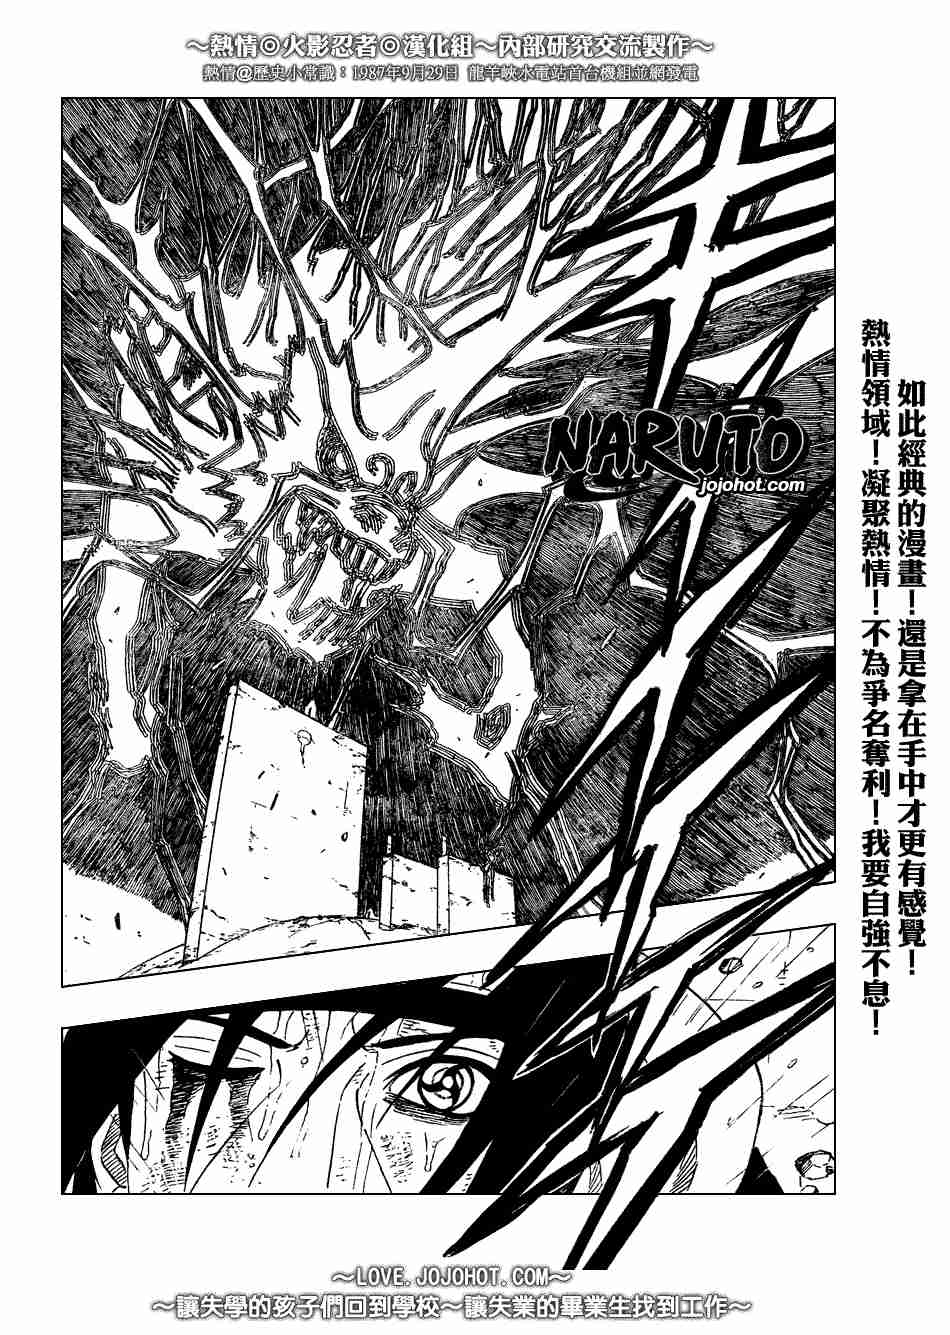 ～熱情◎火影忍者◎漢化組～內部研究交流製作～
熱情@歷史小常識：1987年9月29日 龍羊峽水電站首台機組並網發電
NARUTO
jojohot.com
如此經典的漫畫！還是拿在手中才更有感覺！
熱情領域！凝聚熱情！不為爭名奪利！我要自強不息！
～LOVE.JOJOHOT.COM～
～讓失學的孩子們回到學校～讓失業的畢業生找到工作～